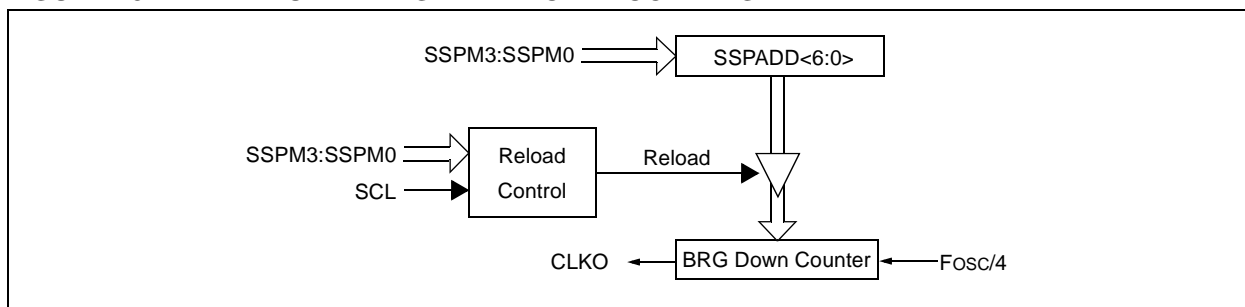 SSPM3:SSPM0
SSPADD<6:0>
SSPM3:SSPM0
SCL
Reload
Control
Reload
CLKO
BRG Down Counter
FOSC/4